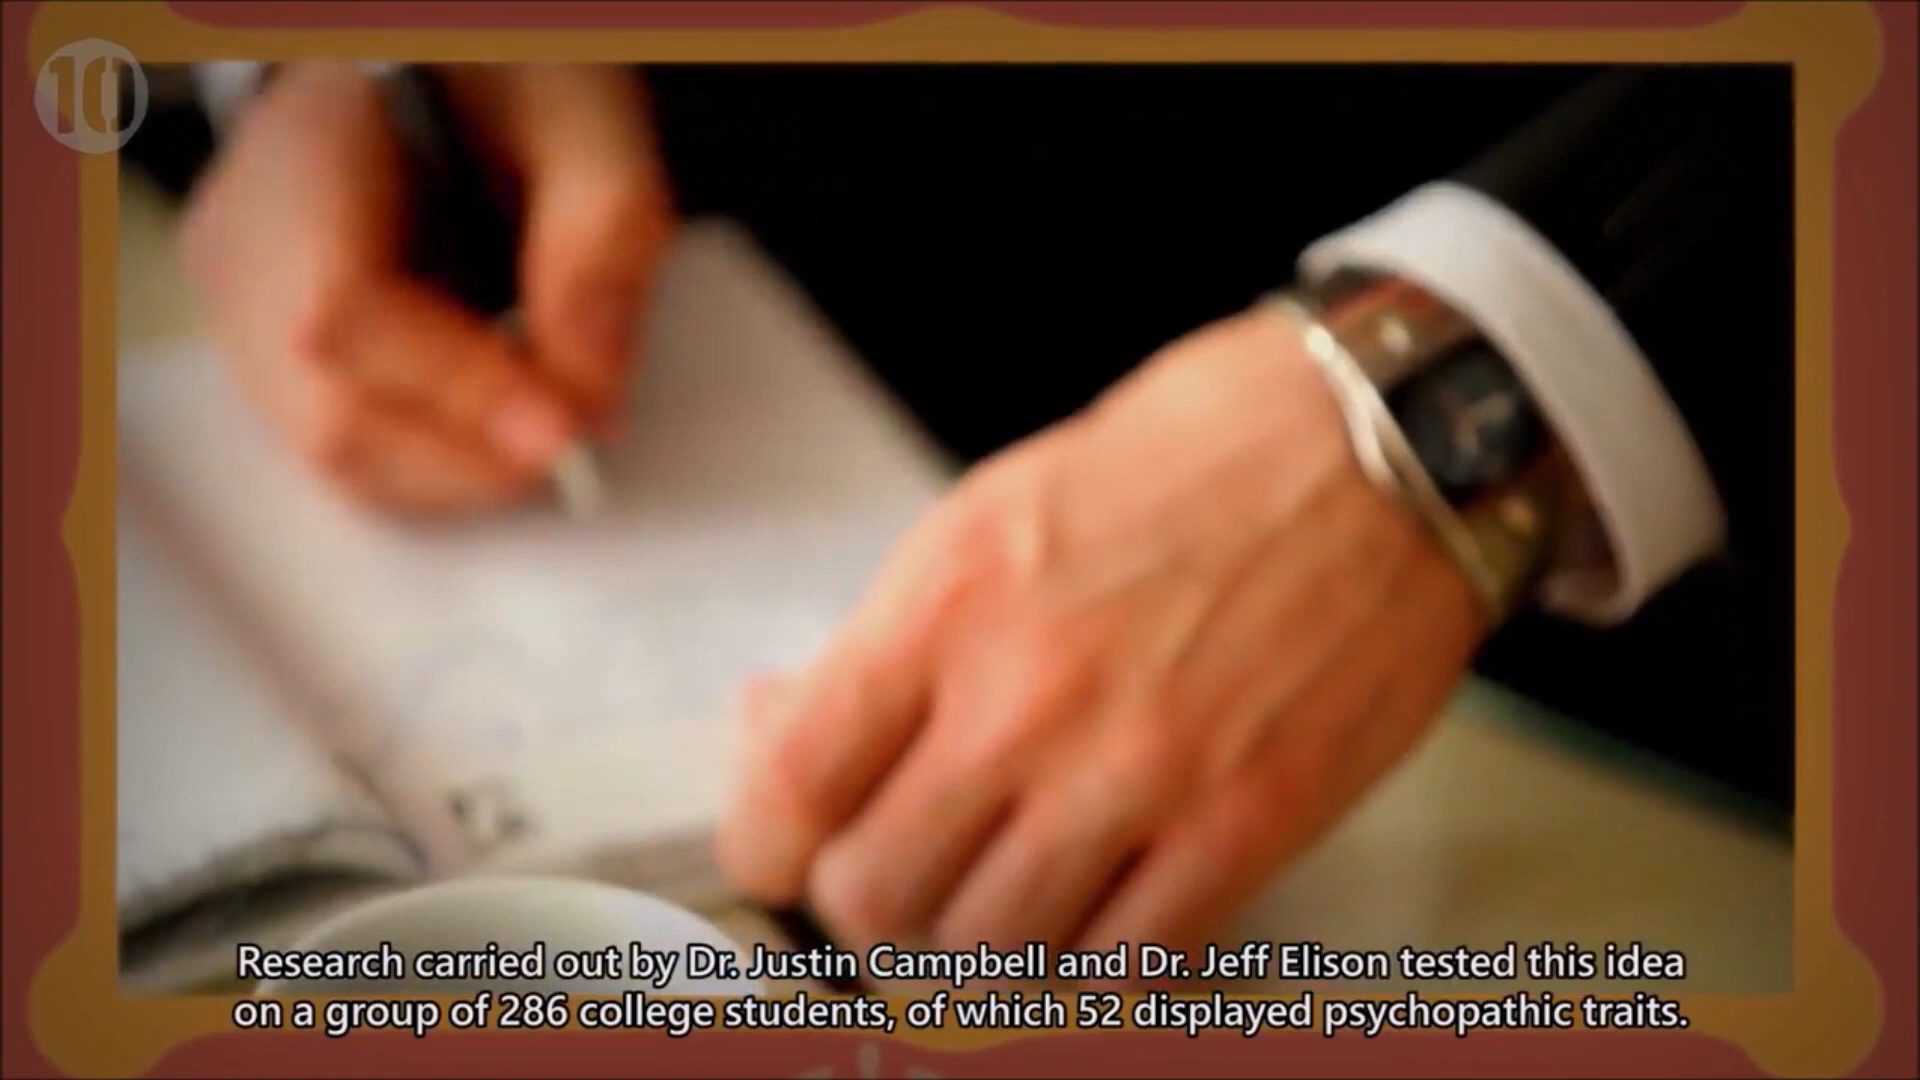 10
Research carried out by Dr. Justin Campbell and Dr. Jeff Elison tested this idea
on a group of 286 college students, of which 52 displayed psychopathic traits.